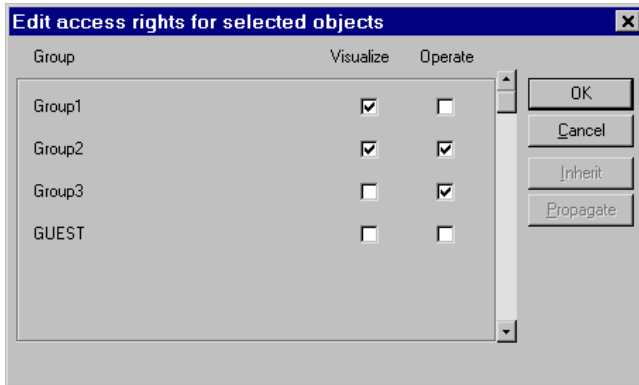 Edit access rights for selected objects
Group Visualize Operate
Group1
Group2
Group3
GUEST
OK
Cancel
Inherit
Propagate